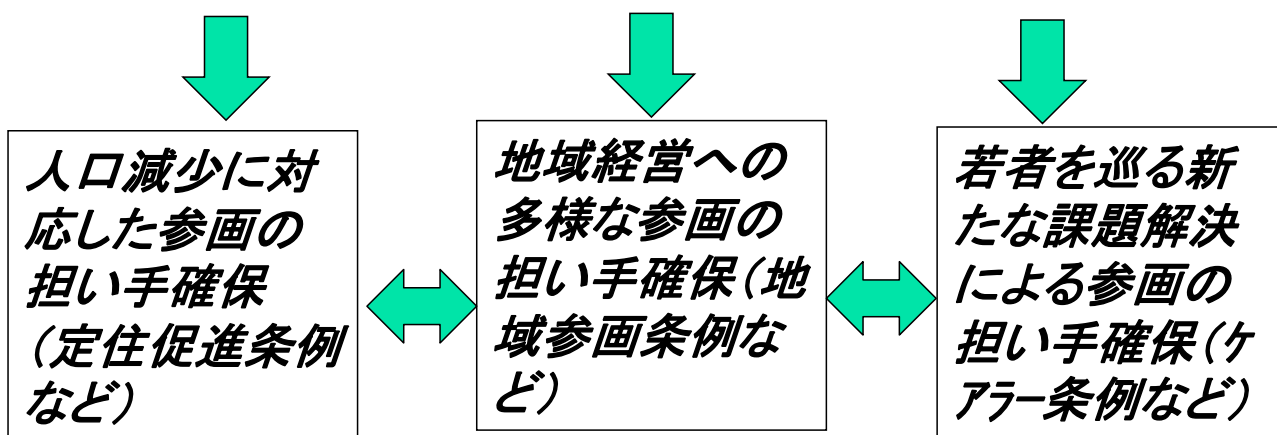 人口減少に対
応した参画の
担い手確保
(定住促進条例
など)
地域経営への
多様な参画の
担い手確保(地
域参画条例な
ど)
若者を巡る新
たな課題解決
による参画の
担い手確保(ケ
アラー条例など)